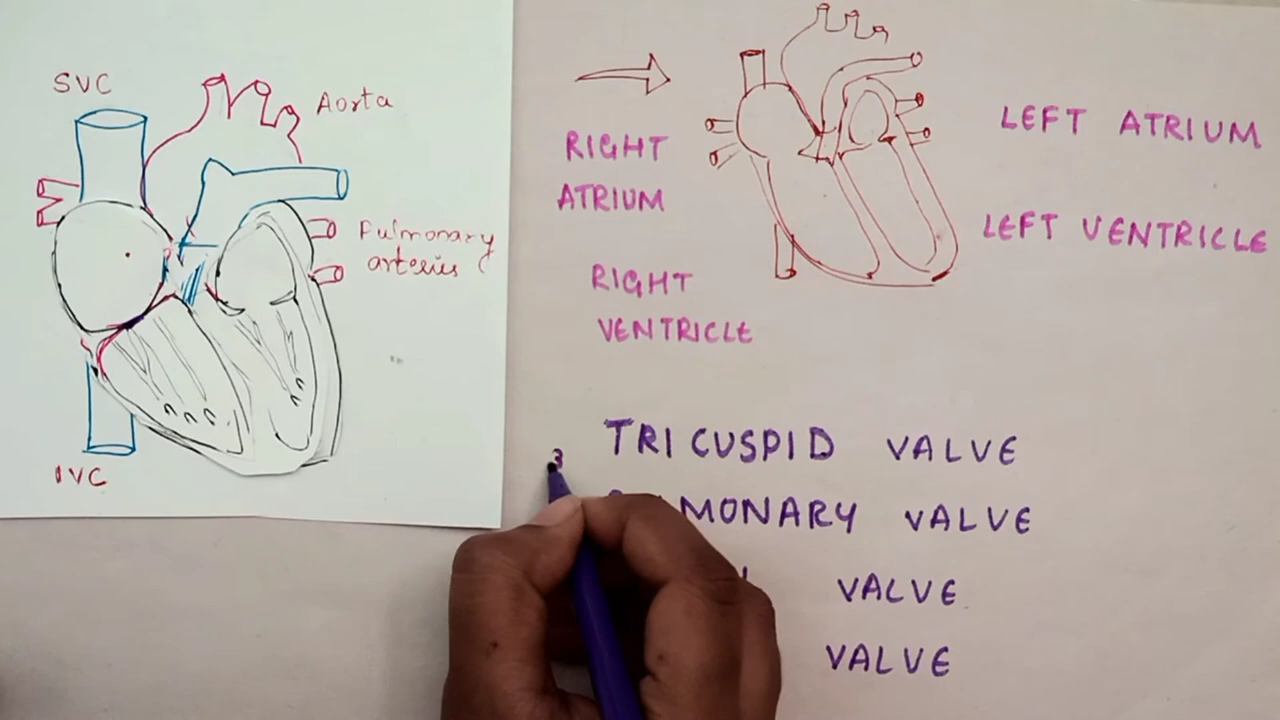 SVC
Aorta
Pulmonary
arteries
IVC
RIGHT
ATRIUM
RIGHT
VENTRICLE
LEFT ATRIUM
LEFT VENTRICLE
3
TRICUSPID VALVE
MONARY VALVE
VALVE
VALVE